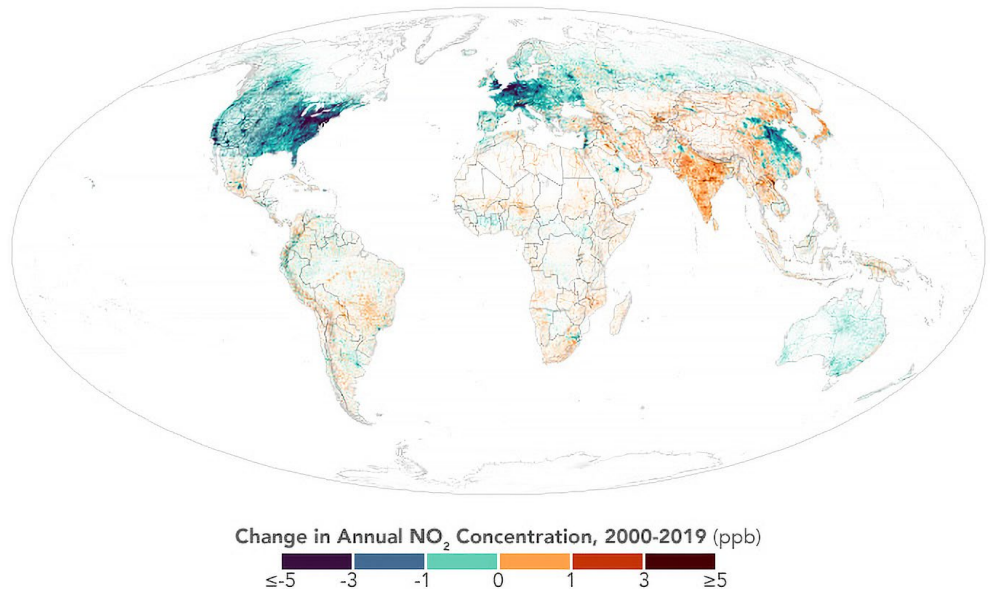 Change in Annual NO₂ Concentration, 2000-2019 (ppb)
≤-5 -3 -1 0 1 3 ≥5